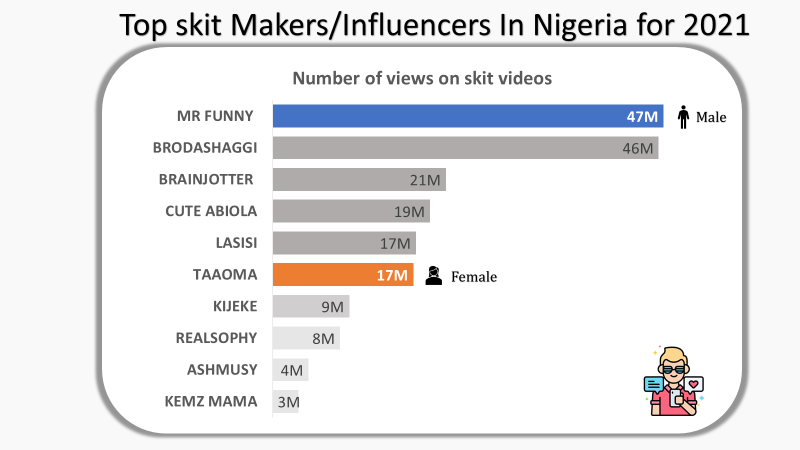 Top skit Makers/Influencers In Nigeria for 2021
Number of views on skit videos
MR FUNNY 47M Male
BRODASHAGGI 46M
BRAINJOTTER 21M
CUTE ABIOLA 19M
LASISI 17M
TAAOMA 17M Female
KIJEKE 9M
REALSOPHY 8M
ASHMUSY 4M
KEMZ MAMA 3M